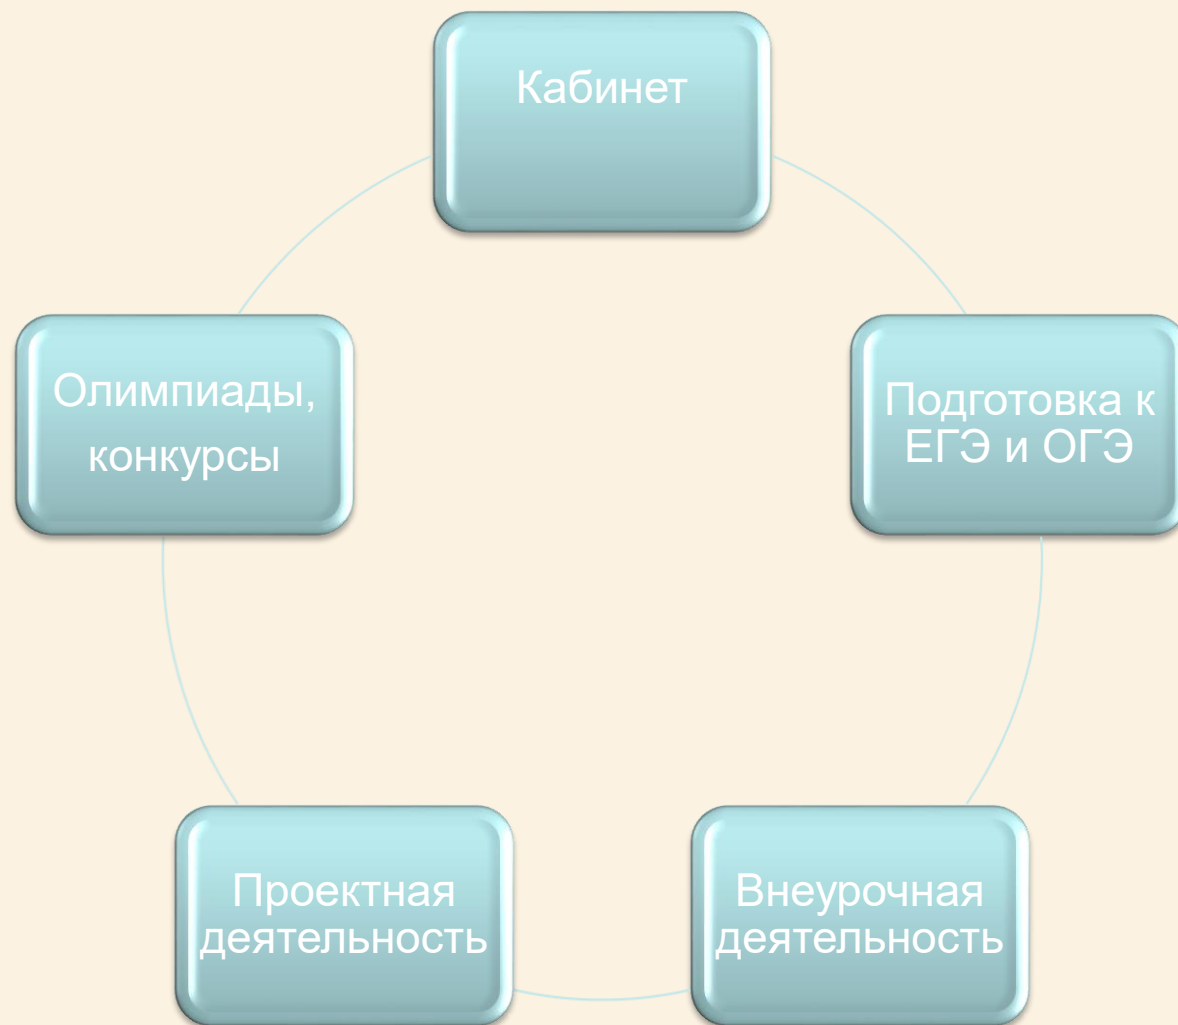 Кабинет
Олимпиады,
конкурсы
Подготовка к
ЕГЭ и ОГЭ
Проектная
деятельность
Внеурочная
деятельность